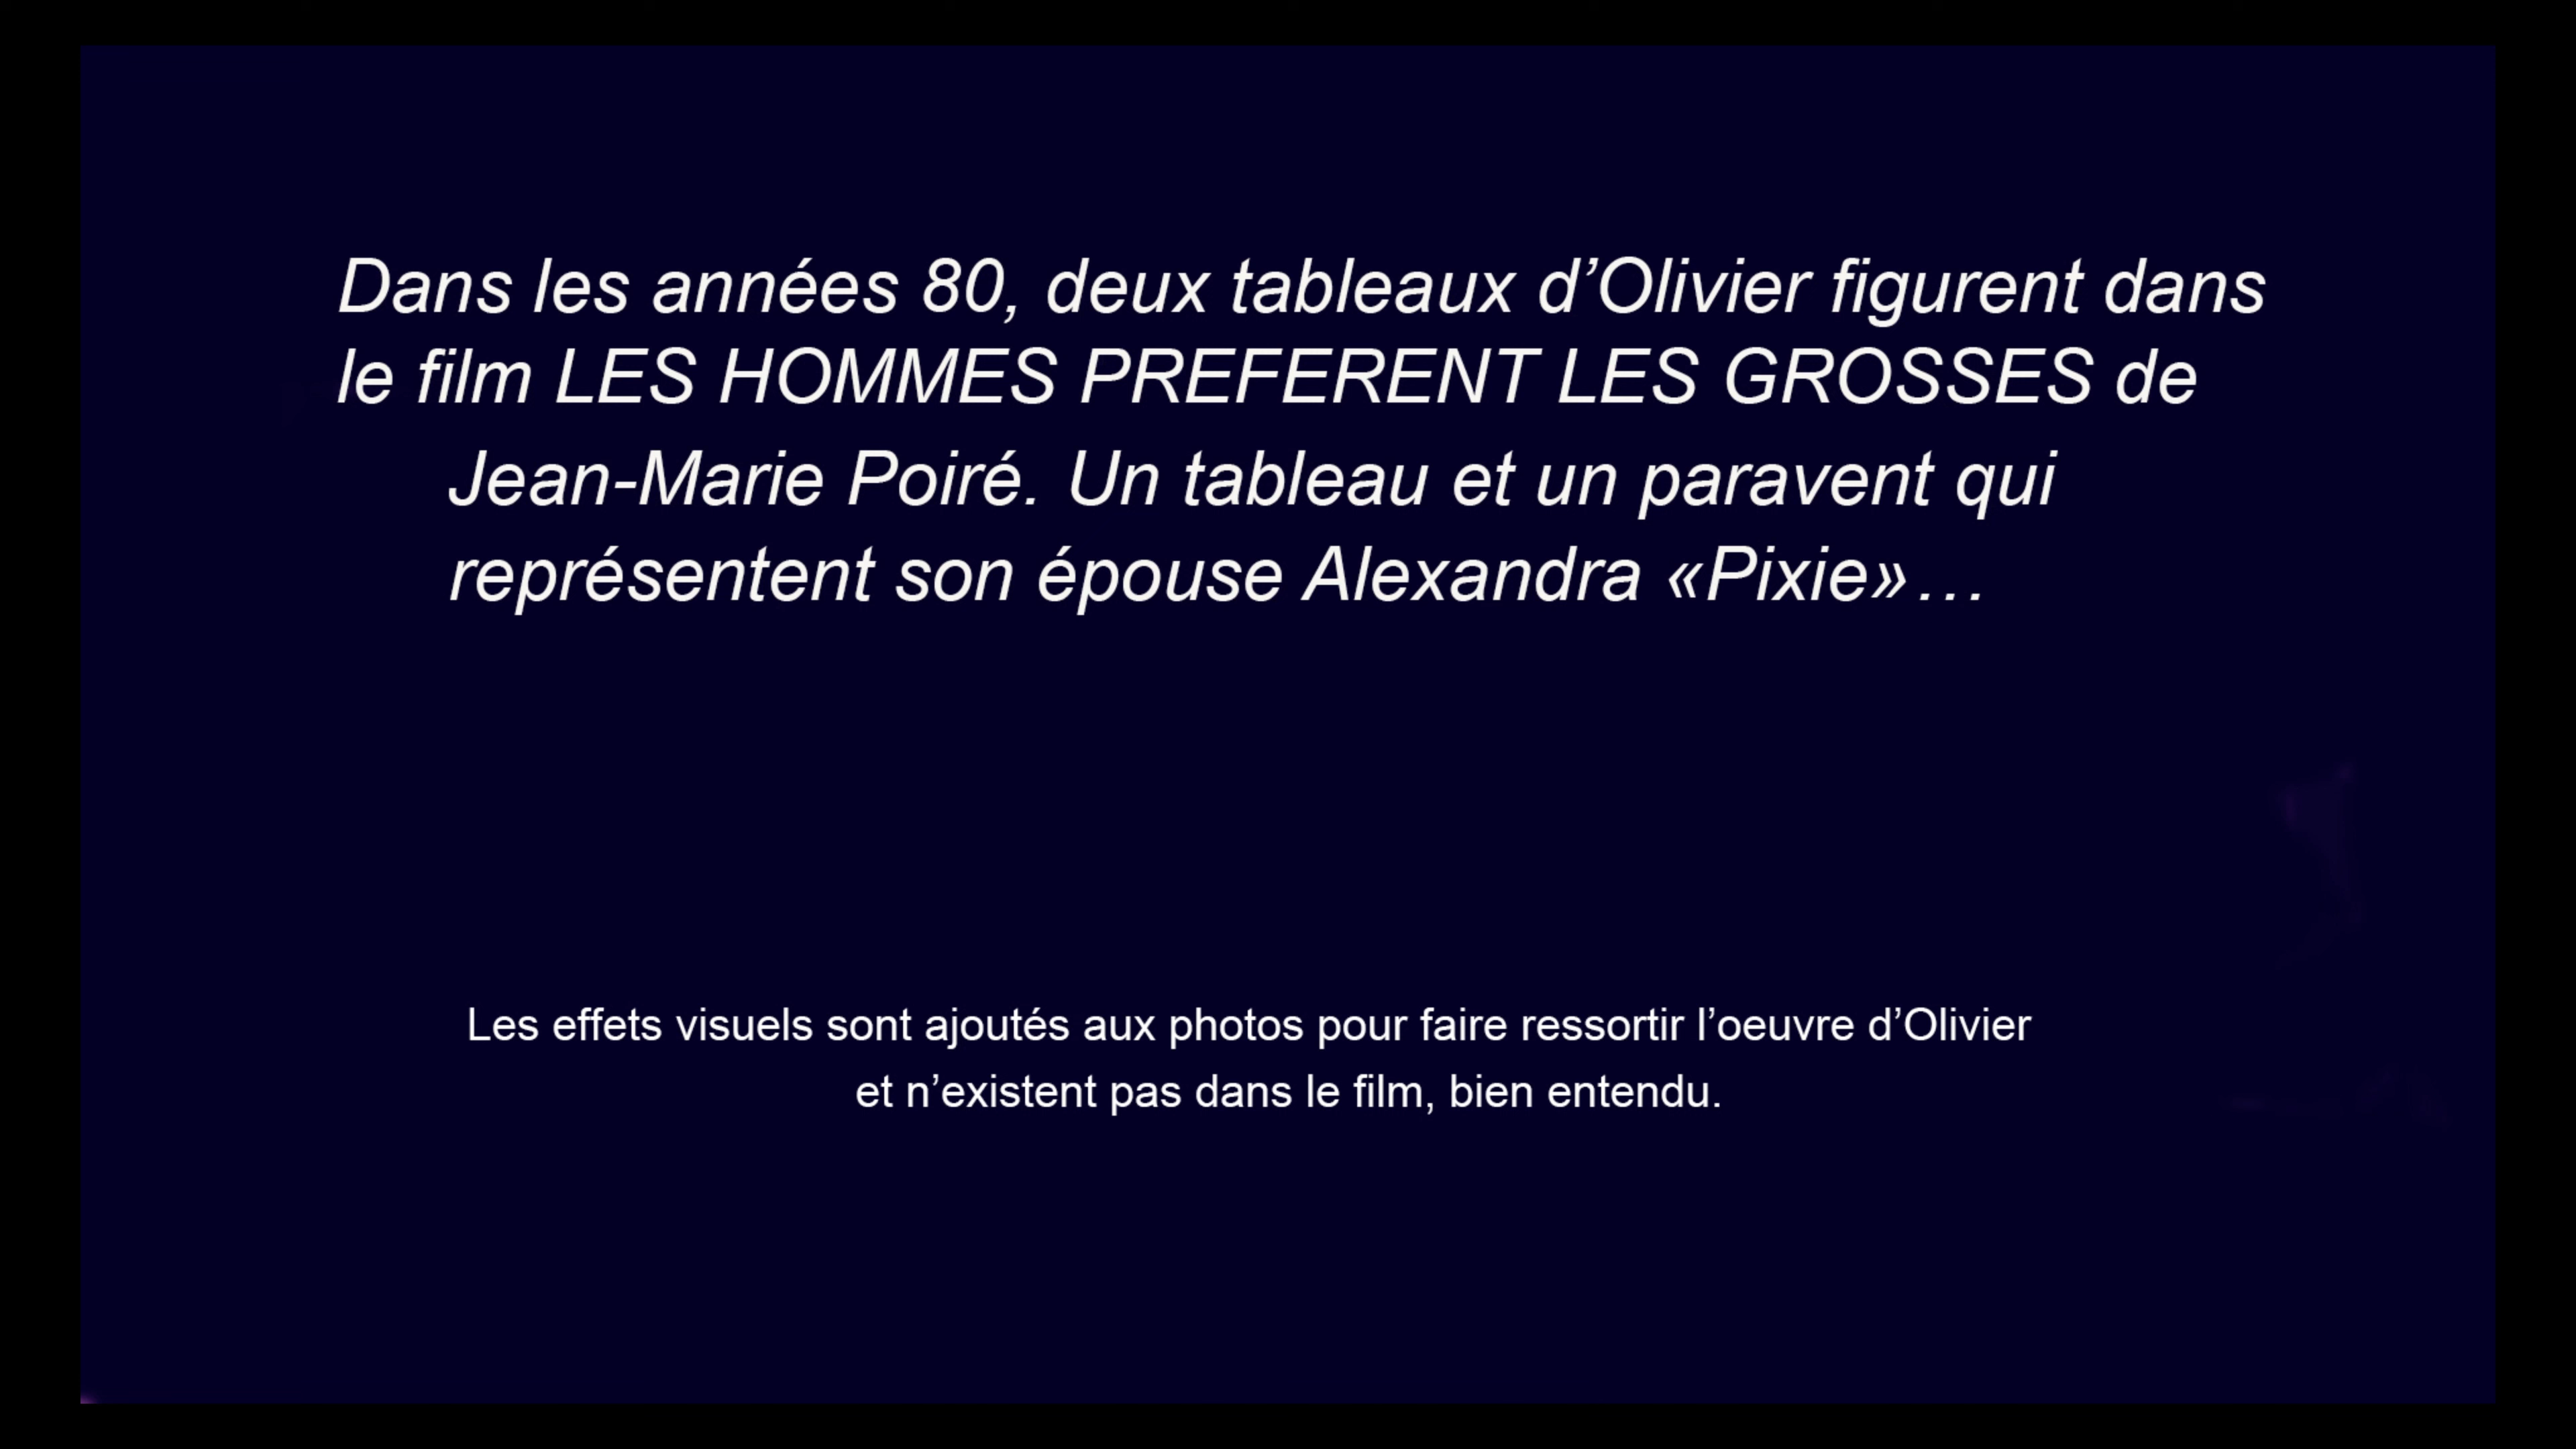 Dans les années 80, deux tableaux d’Olivier figurent dans
le film LES HOMMES PREFERENT LES GROSSES de
Jean-Marie Poiré. Un tableau et un paravent qui
représentent son épouse Alexandra «Pixie»…
Les effets visuels sont ajoutés aux photos pour faire ressortir l’oeuvre d’Olivier
et n’existent pas dans le film, bien entendu.